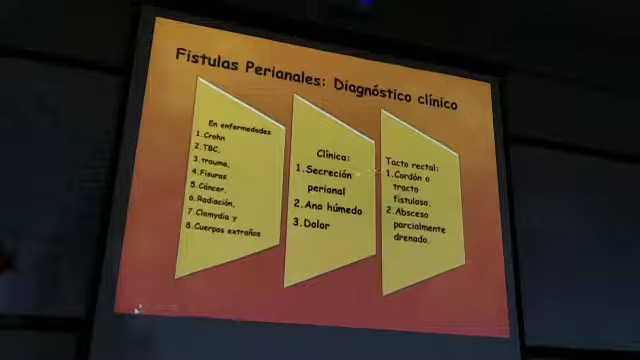 Fístulas Perianales: Diagnóstico clínico
En enfermedades
1.Crohn
2.TBC,
3.trauma,
4.Fisuras
5.Cáncer,
6.Radiación,
7.Clamydia y
8.Cuerpos extraños
Clínica:
1.Secreción
perianal
2.Ano húmedo
3.Dolor
Tacto rectal:
1.Cordón o
tracto
fistuloso.
2.Absceso
parcialmente
drenado.